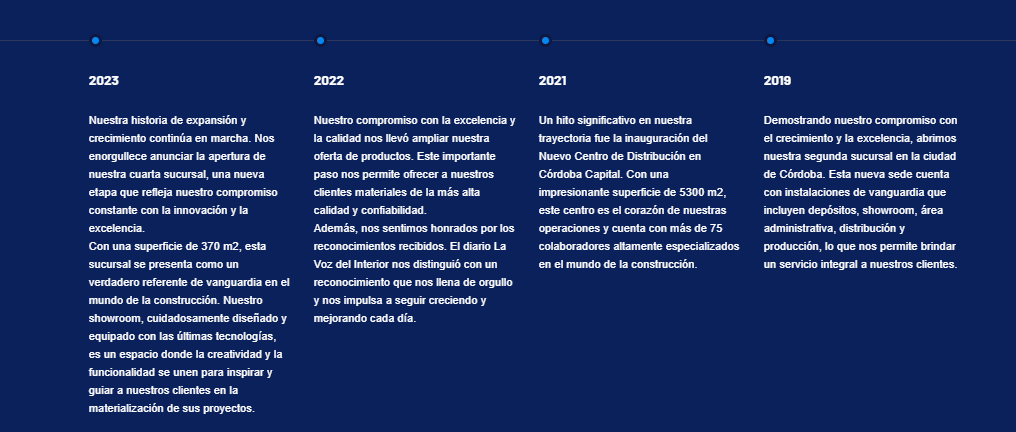 2023
Nuestra historia de expansión y
crecimiento continúa en marcha. Nos
enorgullece anunciar la apertura de
nuestra cuarta sucursal, una nueva
etapa que refleja nuestro compromiso
constante con la innovación y la
excelencia.
Con una superficie de 370 m2, esta
sucursal se presenta como un
verdadero referente de vanguardia en el
mundo de la construcción. Nuestro
showroom, cuidadosamente diseñado y
equipado con las últimas tecnologías,
es un espacio donde la creatividad y la
funcionalidad se unen para inspirar y
guiar a nuestros clientes en la
materialización de sus proyectos.
2022
Nuestro compromiso con la excelencia y
la calidad nos llevó ampliar nuestra
oferta de productos. Este importante
paso nos permite ofrecer a nuestros
clientes materiales de la más alta
calidad y confiabilidad.
Además, nos sentimos honrados por los
reconocimientos recibidos. El diario La
Voz del Interior nos distinguió con un
reconocimiento que nos llena de orgullo
y nos impulsa a seguir creciendo y
mejorando cada día.
2021
Un hito significativo en nuestra
trayectoria fue la inauguración del
Nuevo Centro de Distribución en
Córdoba Capital. Con una
impresionante superficie de 5300 m2,
este centro es el corazón de nuestras
operaciones y cuenta con más de 75
colaboradores altamente especializados
en el mundo de la construcción.
2019
Demostrando nuestro compromiso con
el crecimiento y la excelencia, abrimos
nuestra segunda sucursal en la ciudad
de Córdoba. Esta nueva sede cuenta
con instalaciones de vanguardia que
incluyen depósitos, showroom, área
administrativa, distribución y
producción, lo que nos permite brindar
un servicio integral a nuestros clientes.